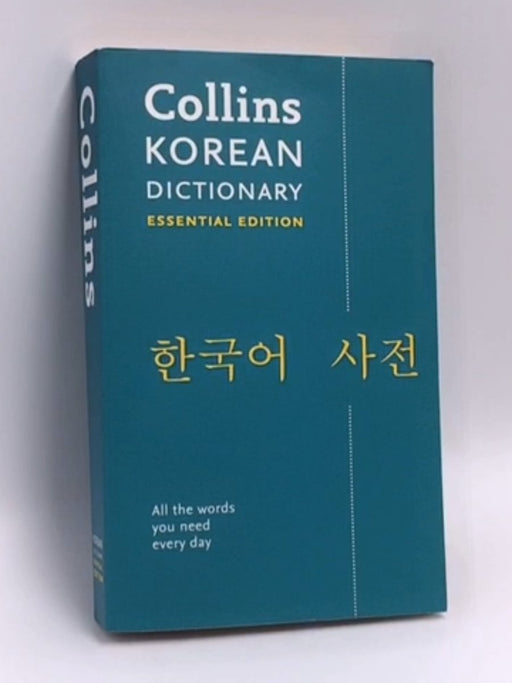 Collins
Collins
KOREAN
DICTIONARY
ESSENTIAL EDITION
한국어 사전
All the words
you need
every day